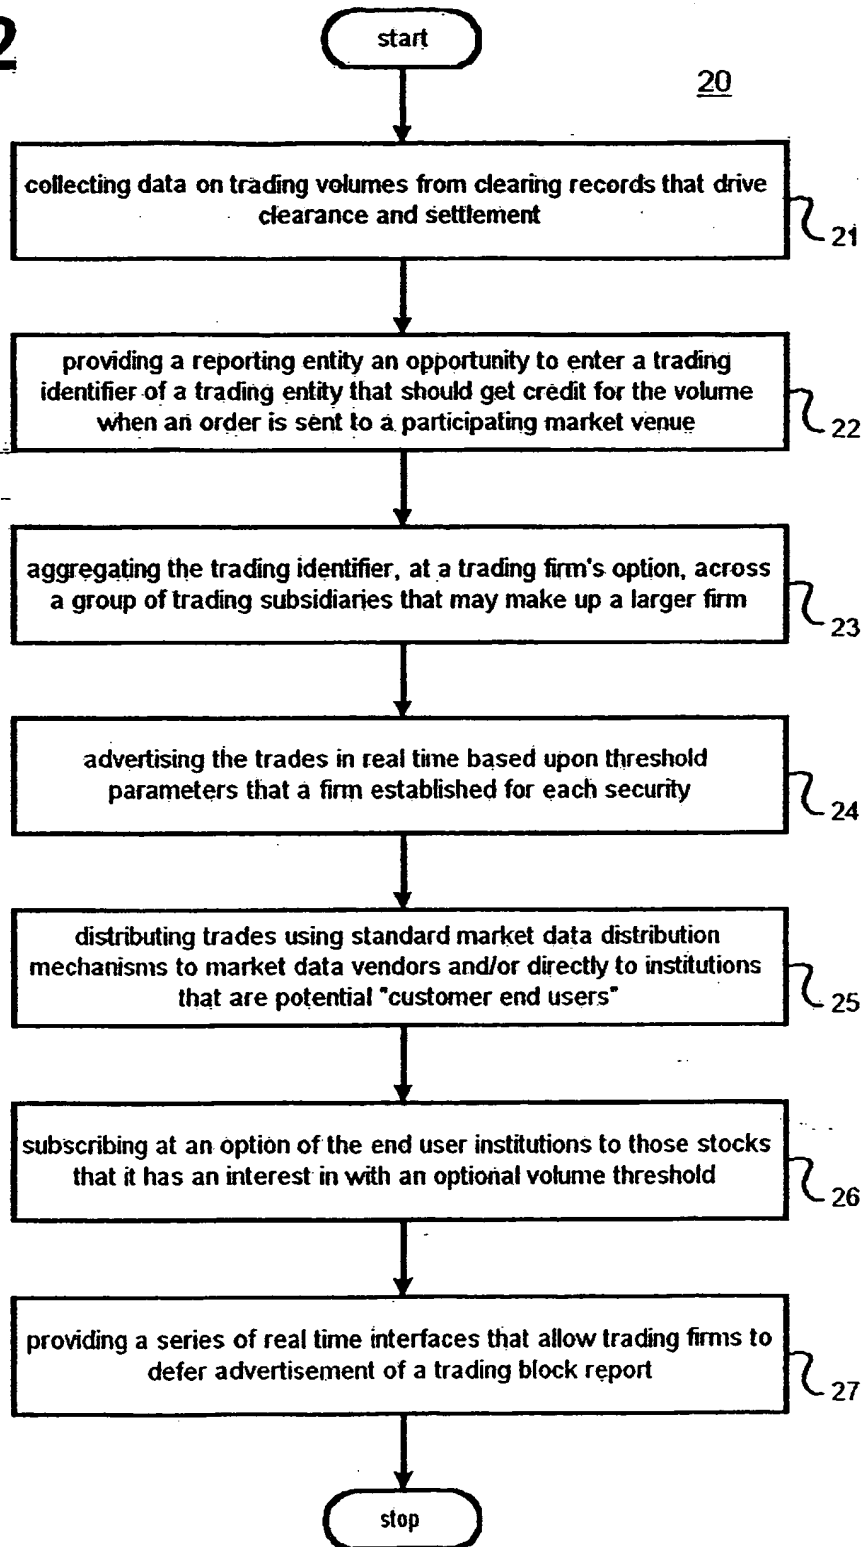 2
start
20
collecting data on trading volumes from clearing records that drive
clearance and settlement
21
providing a reporting entity an opportunity to enter a trading
identifier of a trading entity that should get credit for the volume
when an order is sent to a participating market venue
22
aggregating the trading identifier, at a trading firm's option, across
a group of trading subsidiaries that may make up a larger firm
23
advertising the trades in real time based upon threshold
parameters that a firm established for each security
24
distributing trades using standard market data distribution
mechanisms to market data vendors and/or directly to institutions
that are potential "customer end users"
25
subscribing at an option of the end user institutions to those stocks
that it has an interest in with an optional volume threshold
26
providing a series of real time interfaces that allow trading firms to
defer advertisement of a trading block report
27
stop